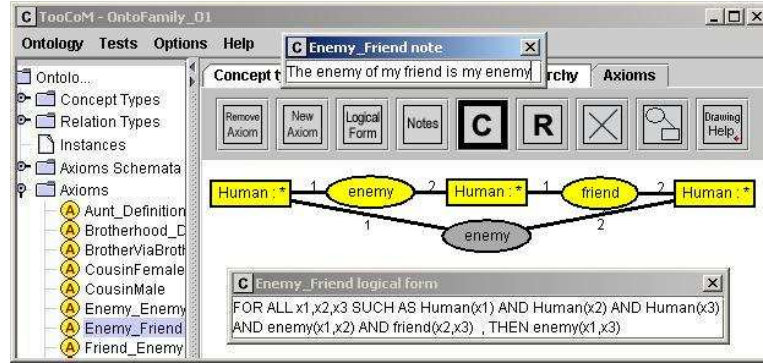 C TooCoM - OntoFamily_01
Ontology Tests Options Help
C Enemy_Friend note
The enemy of my friend is my enemy
Ontolo...
Concept Types
Relation Types
Instances
Axioms Schemata
Axioms
A Aunt_Definition
A Brotherhood_D
A BrotherViaBroth
A CousinFemale
A CousinMale
A Enemy_Enemy
A Enemy_Friend
A Friend_Enemy
Concept t
rchy
Axioms
Remove Axiom
New Axiom
Logical Form
Notes
C
R
Drawing Help
Human : * 1 enemy 2 Human : * 1 friend 2 Human : *
1 enemy 2
C Enemy_Friend logical form
FOR ALL x1,x2,x3 SUCH AS Human(x1) AND Human(x2) AND Human(x3)
AND enemy(x1,x2) AND friend(x2,x3) , THEN enemy(x1,x3)